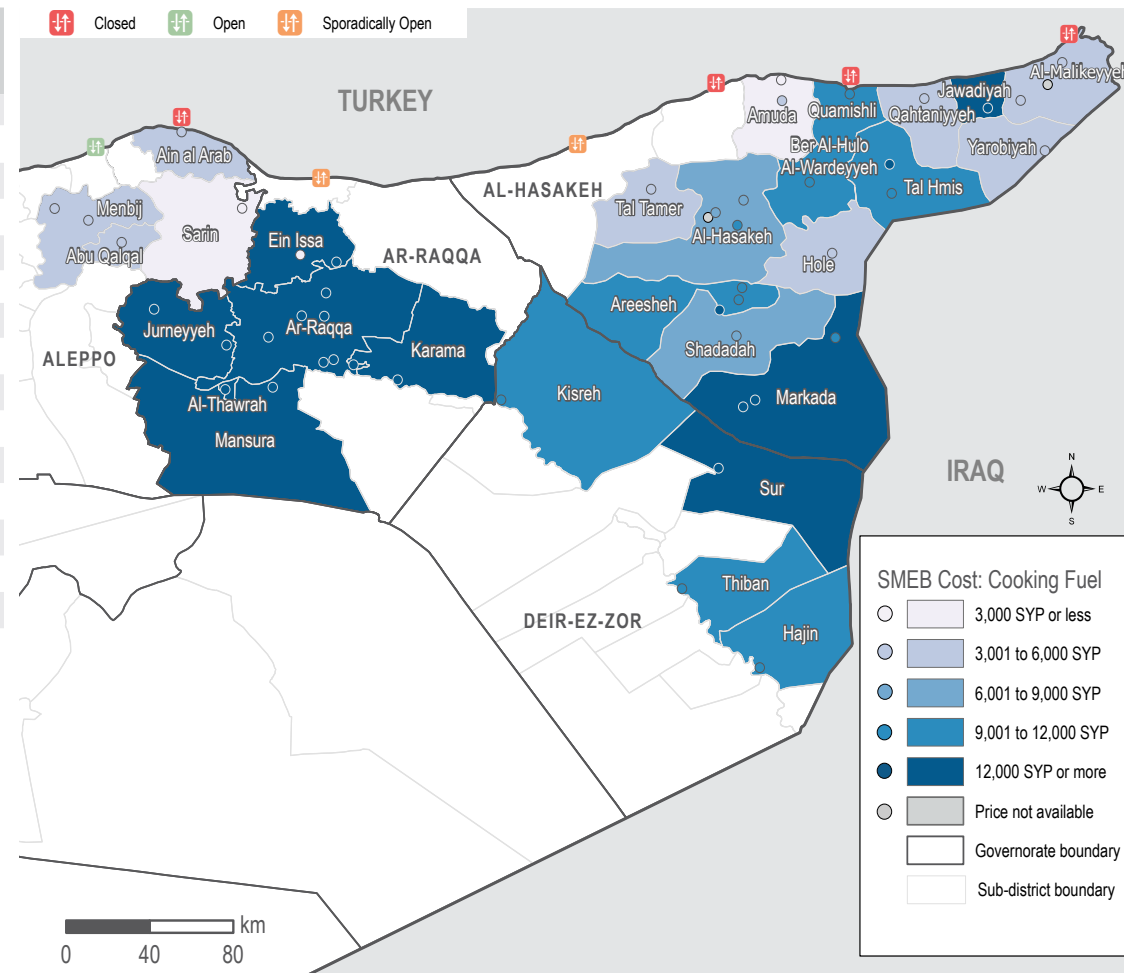 Closed
Open
Sporadically Open
TURKEY
Al-Malikeyyeh
Jawadiyah
Amuda
Quamishli
Qahtaniyyeh
Ber Al-Hulo
Al-Wardeyyeh
Yarobiyah
Ain al Arab
Tal Hmis
AL-HASAKEH
Menbij
Tal Tamer
Sarin
Ein Issa
Al-Hasakeh
Abu Qalqal
AR-RAQQA
Hole
Areesheh
Jurneyyeh
Ar-Raqqa
Karama
Shadadah
ALEPPO
Kisreh
Markada
Al-Thawrah
Mansura
IRAQ
N
W
E
S
Sur
Thiban
DEIR-EZ-ZOR
Hajin
SMEB Cost: Cooking Fuel
3,000 SYP or less
3,001 to 6,000 SYP
6,001 to 9,000 SYP
9,001 to 12,000 SYP
12,000 SYP or more
Price not available
Governorate boundary
Sub-district boundary
km
0 40 80